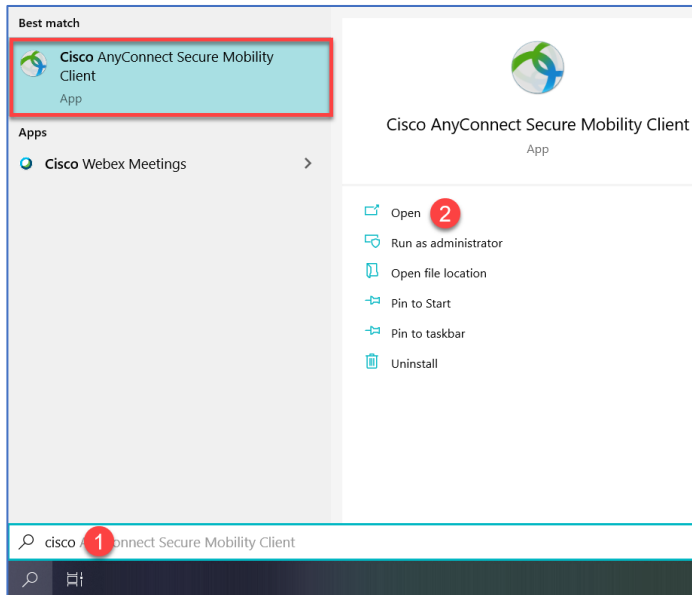 Best match
Cisco AnyConnect Secure Mobility
Client
App
Apps
Cisco Webex Meetings
Cisco AnyConnect Secure Mobility Client
App
Open 2
Run as administrator
Open file location
Pin to Start
Pin to taskbar
Uninstall
cisco 1 onnect Secure Mobility Client